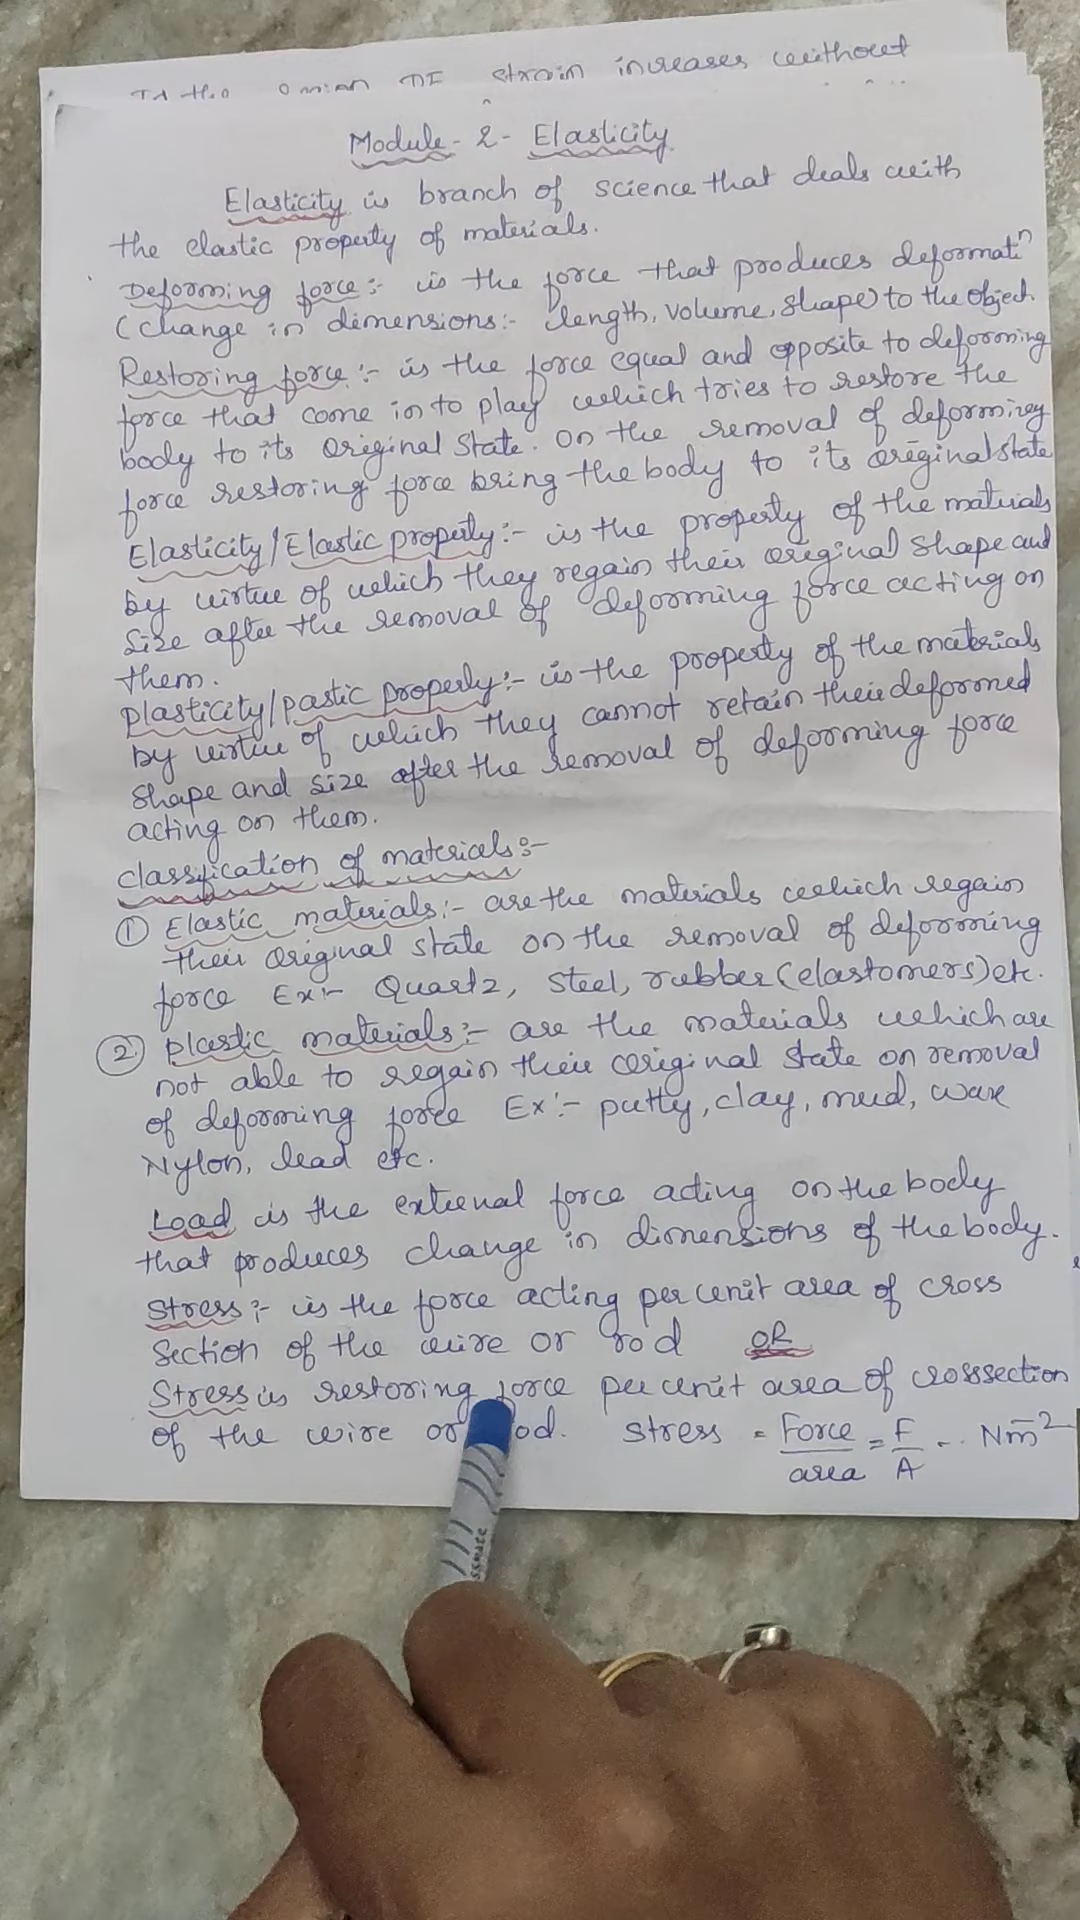 strain increases without
Module - 2 - Elasticity
Elasticity is branch of science that deals with
the elastic property of materials.
Deforming force :- is the force that produces deformatⁿ
(change in dimensions:- length, volume, shape) to the object.
Restoring force :- is the force equal and opposite to deforming
force that come in to play which tries to restore the
body to its original state. On the removal of deforming
force restoring force bring the body to its original state
Elasticity/Elastic property :- is the property of the materials
by virtue of which they regain their original shape and
size after the removal of deforming force acting on
them.
Plasticity/pastic property :- is the property of the materials
by virtue of which they cannot retain their deformed
shape and size after the removal of deforming force
acting on them.
classification of materials :-
① Elastic materials :- are the materials which regain
their original state on the removal of deforming
force Ex :- Quartz, steel, rubber (elastomers) etc.
② plastic materials :- are the materials which are
not able to regain their original state on removal
of deforming force Ex :- putty, clay, mud, wax
Nylon, lead etc.
Load is the external force acting on the body
that produces change in dimensions of the body.
Stress :- is the force acting per unit area of cross
section of the wire or rod OR
Stress is restoring force per unit area of crosssection
of the wire or od. Stress = Force/area = F/A - .. Nm̄²
ssmate